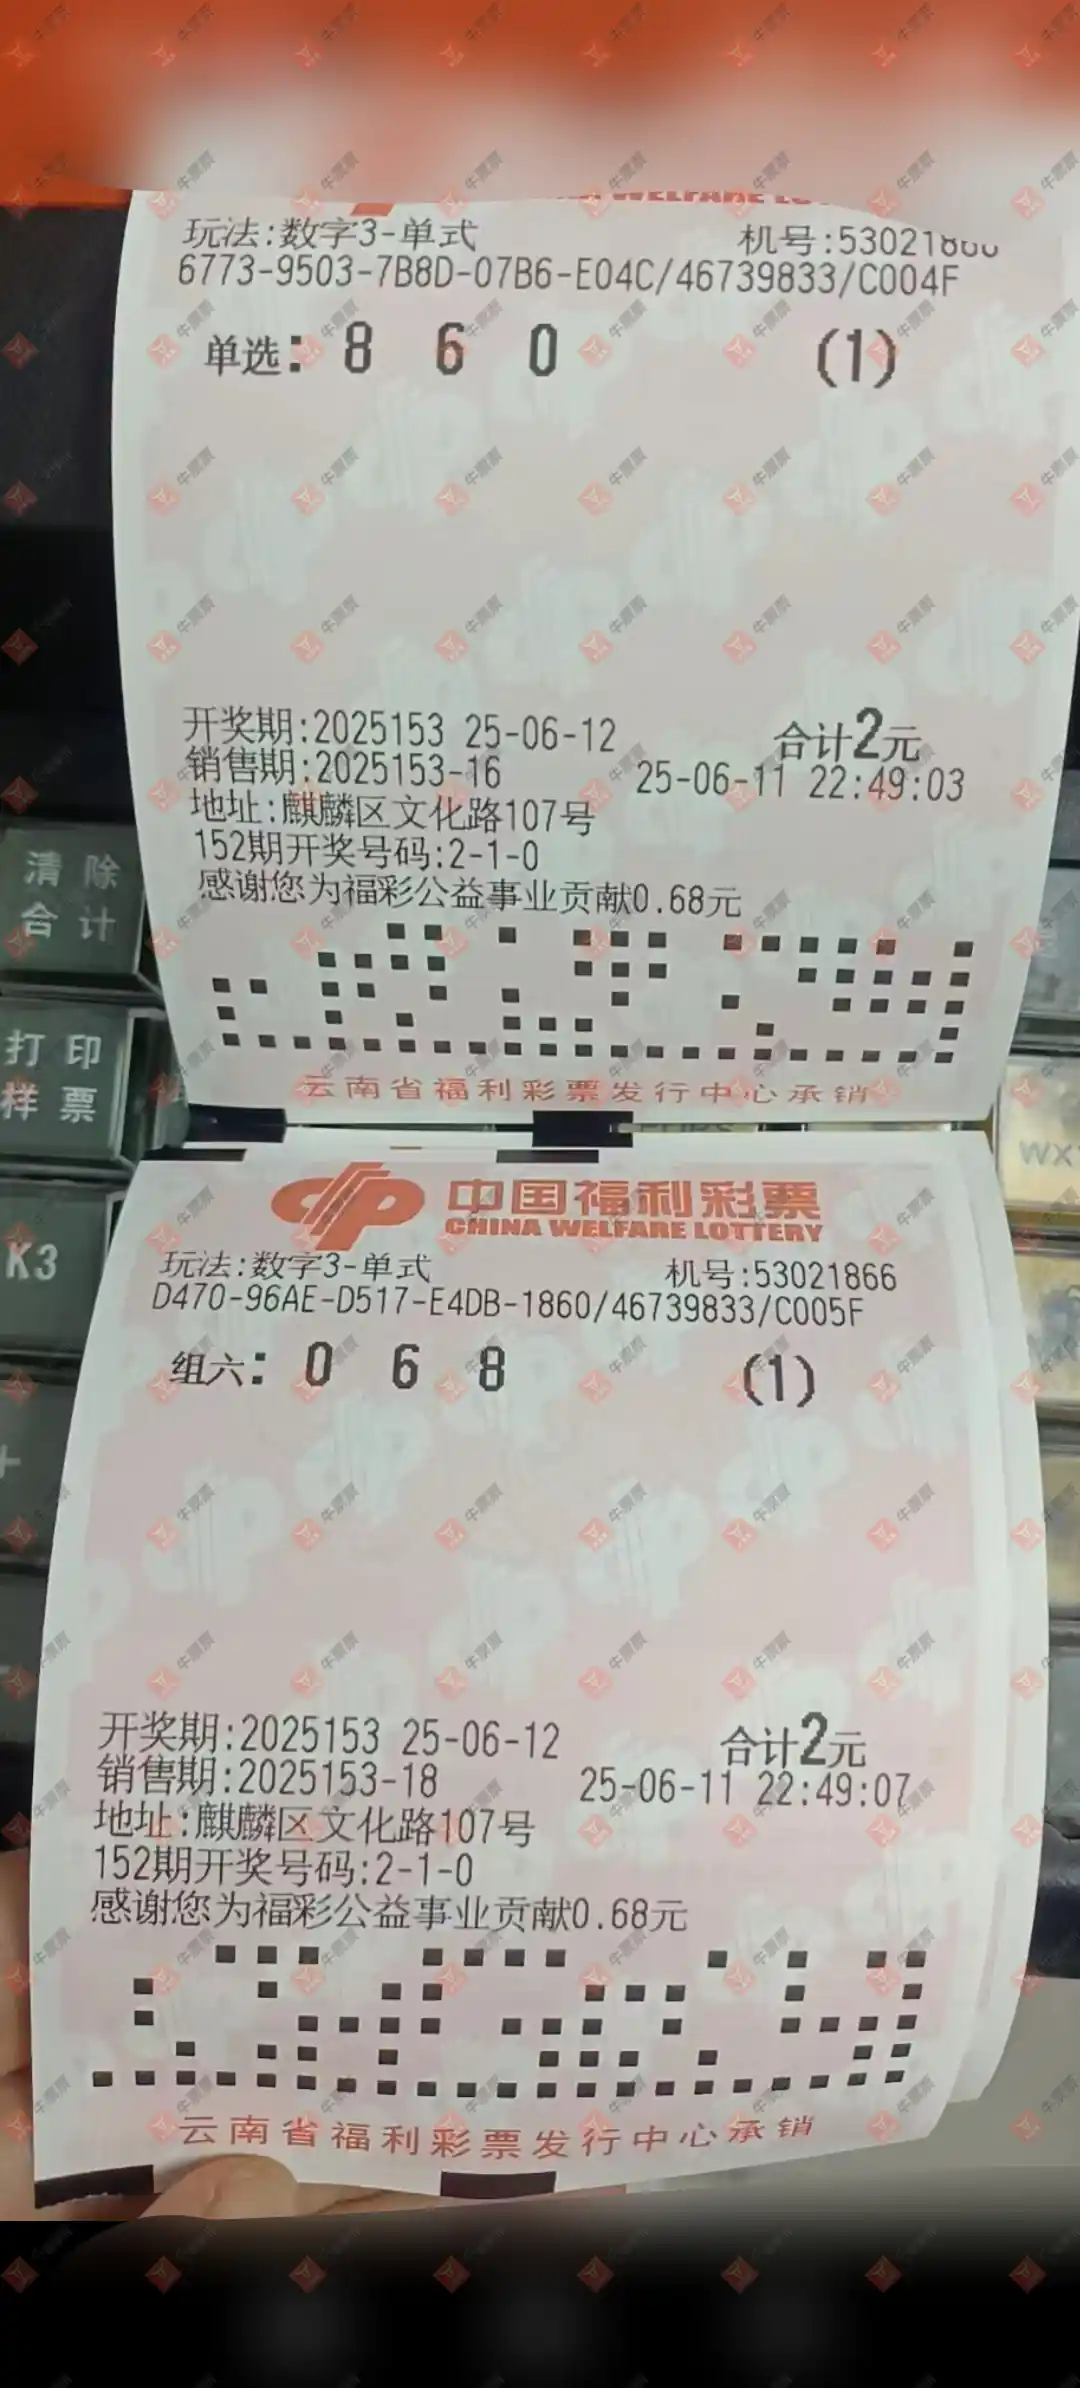 玩法:数字3-单式
机号:53021866
6773-9503-7B8D-07B6-E04C/46739833/C004F
单选: 8 6 0 (1)
开奖期:2025153 25-06-12 合计2元
销售期:2025153-16 25-06-11 22:49:03
地址:麒麟区文化路107号
152期开奖号码:2-1-0
感谢您为福彩公益事业贡献0.68元
云南省福利彩票发行中心承销
清除
合计
打印
样票
K3
+
WX
中国福利彩票
CHINA WELFARE LOTTERY
玩法:数字3-单式
机号:53021866
D470-96AE-D517-E4DB-1860/46739833/C005F
组六: 0 6 8 (1)
开奖期:2025153 25-06-12 合计2元
销售期:2025153-18 25-06-11 22:49:07
地址:麒麟区文化路107号
152期开奖号码:2-1-0
感谢您为福彩公益事业贡献0.68元
云南省福利彩票发行中心承销
牛票票